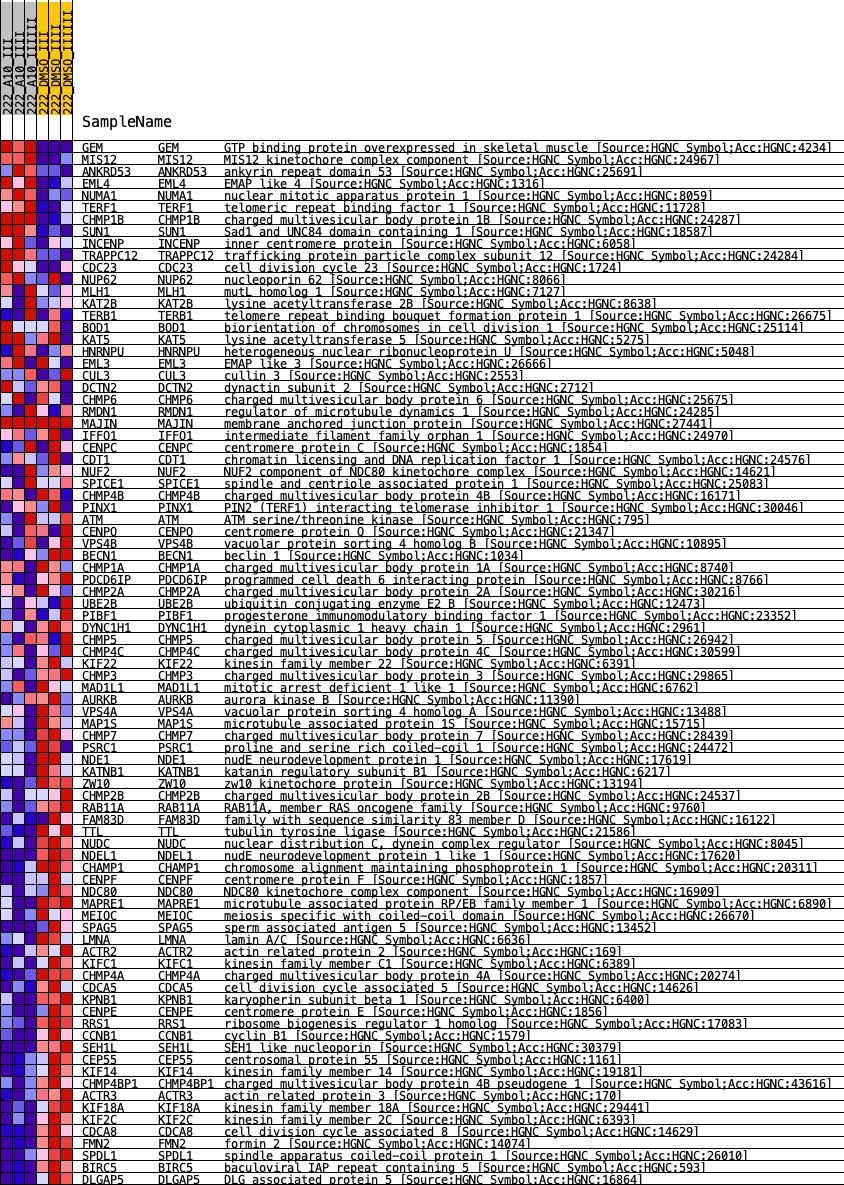 222_A10_III
222_A10_IIII
222_A10_IIIIII
222_DMSO_III
222_DMSO_IIII
222_DMSO_IIIIII
SampleName
GEM GEM GTP binding protein overexpressed in skeletal muscle [Source:HGNC Symbol;Acc:HGNC:4234]
MIS12 MIS12 MIS12 kinetochore complex component [Source:HGNC Symbol;Acc:HGNC:24967]
ANKRD53 ANKRD53 ankyrin repeat domain 53 [Source:HGNC Symbol;Acc:HGNC:25691]
EML4 EML4 EMAP like 4 [Source:HGNC Symbol;Acc:HGNC:1316]
NUMA1 NUMA1 nuclear mitotic apparatus protein 1 [Source:HGNC Symbol;Acc:HGNC:8059]
TERF1 TERF1 telomeric repeat binding factor 1 [Source:HGNC Symbol;Acc:HGNC:11728]
CHMP1B CHMP1B charged multivesicular body protein 1B [Source:HGNC Symbol;Acc:HGNC:24287]
SUN1 SUN1 Sad1 and UNC84 domain containing 1 [Source:HGNC Symbol;Acc:HGNC:18587]
INCENP INCENP inner centromere protein [Source:HGNC Symbol;Acc:HGNC:6058]
TRAPPC12 TRAPPC12 trafficking protein particle complex subunit 12 [Source:HGNC Symbol;Acc:HGNC:24284]
CDC23 CDC23 cell division cycle 23 [Source:HGNC Symbol;Acc:HGNC:1724]
NUP62 NUP62 nucleoporin 62 [Source:HGNC Symbol;Acc:HGNC:8066]
MLH1 MLH1 mutL homolog 1 [Source:HGNC Symbol;Acc:HGNC:7127]
KAT2B KAT2B lysine acetyltransferase 2B [Source:HGNC Symbol;Acc:HGNC:8638]
TERB1 TERB1 telomere repeat binding bouquet formation protein 1 [Source:HGNC Symbol;Acc:HGNC:26675]
BOD1 BOD1 biorientation of chromosomes in cell division 1 [Source:HGNC Symbol;Acc:HGNC:25114]
KAT5 KAT5 lysine acetyltransferase 5 [Source:HGNC Symbol;Acc:HGNC:5275]
HNRNPU HNRNPU heterogeneous nuclear ribonucleoprotein U [Source:HGNC Symbol;Acc:HGNC:5048]
EML3 EML3 EMAP like 3 [Source:HGNC Symbol;Acc:HGNC:26666]
CUL3 CUL3 cullin 3 [Source:HGNC Symbol;Acc:HGNC:2553]
DCTN2 DCTN2 dynactin subunit 2 [Source:HGNC Symbol;Acc:HGNC:2712]
CHMP6 CHMP6 charged multivesicular body protein 6 [Source:HGNC Symbol;Acc:HGNC:25675]
RMDN1 RMDN1 regulator of microtubule dynamics 1 [Source:HGNC Symbol;Acc:HGNC:24285]
MAJIN MAJIN membrane anchored junction protein [Source:HGNC Symbol;Acc:HGNC:27441]
IFFO1 IFFO1 intermediate filament family orphan 1 [Source:HGNC Symbol;Acc:HGNC:24970]
CENPC CENPC centromere protein C [Source:HGNC Symbol;Acc:HGNC:1854]
CDT1 CDT1 chromatin licensing and DNA replication factor 1 [Source:HGNC Symbol;Acc:HGNC:24576]
NUF2 NUF2 NUF2 component of NDC80 kinetochore complex [Source:HGNC Symbol;Acc:HGNC:14621]
SPICE1 SPICE1 spindle and centriole associated protein 1 [Source:HGNC Symbol;Acc:HGNC:25083]
CHMP4B CHMP4B charged multivesicular body protein 4B [Source:HGNC Symbol;Acc:HGNC:16171]
PINX1 PINX1 PIN2 (TERF1) interacting telomerase inhibitor 1 [Source:HGNC Symbol;Acc:HGNC:30046]
ATM ATM ATM serine/threonine kinase [Source:HGNC Symbol;Acc:HGNC:795]
CENPQ CENPQ centromere protein Q [Source:HGNC Symbol;Acc:HGNC:21347]
VPS4B VPS4B vacuolar protein sorting 4 homolog B [Source:HGNC Symbol;Acc:HGNC:10895]
BECN1 BECN1 beclin 1 [Source:HGNC Symbol;Acc:HGNC:1034]
CHMP1A CHMP1A charged multivesicular body protein 1A [Source:HGNC Symbol;Acc:HGNC:8740]
PDCD6IP PDCD6IP programmed cell death 6 interacting protein [Source:HGNC Symbol;Acc:HGNC:8766]
CHMP2A CHMP2A charged multivesicular body protein 2A [Source:HGNC Symbol;Acc:HGNC:30216]
UBE2B UBE2B ubiquitin conjugating enzyme E2 B [Source:HGNC Symbol;Acc:HGNC:12473]
PIBF1 PIBF1 progesterone immunomodulatory binding factor 1 [Source:HGNC Symbol;Acc:HGNC:23352]
DYNC1H1 DYNC1H1 dynein cytoplasmic 1 heavy chain 1 [Source:HGNC Symbol;Acc:HGNC:2961]
CHMP5 CHMP5 charged multivesicular body protein 5 [Source:HGNC Symbol;Acc:HGNC:26942]
CHMP4C CHMP4C charged multivesicular body protein 4C [Source:HGNC Symbol;Acc:HGNC:30599]
KIF22 KIF22 kinesin family member 22 [Source:HGNC Symbol;Acc:HGNC:6391]
CHMP3 CHMP3 charged multivesicular body protein 3 [Source:HGNC Symbol;Acc:HGNC:29865]
MAD1L1 MAD1L1 mitotic arrest deficient 1 like 1 [Source:HGNC Symbol;Acc:HGNC:6762]
AURKB AURKB aurora kinase B [Source:HGNC Symbol;Acc:HGNC:11390]
VPS4A VPS4A vacuolar protein sorting 4 homolog A [Source:HGNC Symbol;Acc:HGNC:13488]
MAP1S MAP1S microtubule associated protein 1S [Source:HGNC Symbol;Acc:HGNC:15715]
CHMP7 CHMP7 charged multivesicular body protein 7 [Source:HGNC Symbol;Acc:HGNC:28439]
PSRC1 PSRC1 proline and serine rich coiled-coil 1 [Source:HGNC Symbol;Acc:HGNC:24472]
NDE1 NDE1 nudE neurodevelopment protein 1 [Source:HGNC Symbol;Acc:HGNC:17619]
KATNB1 KATNB1 katanin regulatory subunit B1 [Source:HGNC Symbol;Acc:HGNC:6217]
ZW10 ZW10 zw10 kinetochore protein [Source:HGNC Symbol;Acc:HGNC:13194]
CHMP2B CHMP2B charged multivesicular body protein 2B [Source:HGNC Symbol;Acc:HGNC:24537]
RAB11A RAB11A RAB11A, member RAS oncogene family [Source:HGNC Symbol;Acc:HGNC:9760]
FAM83D FAM83D family with sequence similarity 83 member D [Source:HGNC Symbol;Acc:HGNC:16122]
TTL TTL tubulin tyrosine ligase [Source:HGNC Symbol;Acc:HGNC:21586]
NUDC NUDC nuclear distribution C, dynein complex regulator [Source:HGNC Symbol;Acc:HGNC:8045]
NDEL1 NDEL1 nudE neurodevelopment protein 1 like 1 [Source:HGNC Symbol;Acc:HGNC:17620]
CHAMP1 CHAMP1 chromosome alignment maintaining phosphoprotein 1 [Source:HGNC Symbol;Acc:HGNC:20311]
CENPF CENPF centromere protein F [Source:HGNC Symbol;Acc:HGNC:1857]
NDC80 NDC80 NDC80 kinetochore complex component [Source:HGNC Symbol;Acc:HGNC:16909]
MAPRE1 MAPRE1 microtubule associated protein RP/EB family member 1 [Source:HGNC Symbol;Acc:HGNC:6890]
MEIOC MEIOC meiosis specific with coiled-coil domain [Source:HGNC Symbol;Acc:HGNC:26670]
SPAG5 SPAG5 sperm associated antigen 5 [Source:HGNC Symbol;Acc:HGNC:13452]
LMNA LMNA lamin A/C [Source:HGNC Symbol;Acc:HGNC:6636]
ACTR2 ACTR2 actin related protein 2 [Source:HGNC Symbol;Acc:HGNC:169]
KIFC1 KIFC1 kinesin family member C1 [Source:HGNC Symbol;Acc:HGNC:6389]
CHMP4A CHMP4A charged multivesicular body protein 4A [Source:HGNC Symbol;Acc:HGNC:20274]
CDCA5 CDCA5 cell division cycle associated 5 [Source:HGNC Symbol;Acc:HGNC:14626]
KPNB1 KPNB1 karyopherin subunit beta 1 [Source:HGNC Symbol;Acc:HGNC:6400]
CENPE CENPE centromere protein E [Source:HGNC Symbol;Acc:HGNC:1856]
RRS1 RRS1 ribosome biogenesis regulator 1 homolog [Source:HGNC Symbol;Acc:HGNC:17083]
CCNB1 CCNB1 cyclin B1 [Source:HGNC Symbol;Acc:HGNC:1579]
SEH1L SEH1L SEH1 like nucleoporin [Source:HGNC Symbol;Acc:HGNC:30379]
CEP55 CEP55 centrosomal protein 55 [Source:HGNC Symbol;Acc:HGNC:1161]
KIF14 KIF14 kinesin family member 14 [Source:HGNC Symbol;Acc:HGNC:19181]
CHMP4BP1 CHMP4BP1 charged multivesicular body protein 4B pseudogene 1 [Source:HGNC Symbol;Acc:HGNC:43616]
ACTR3 ACTR3 actin related protein 3 [Source:HGNC Symbol;Acc:HGNC:170]
KIF18A KIF18A kinesin family member 18A [Source:HGNC Symbol;Acc:HGNC:29441]
KIF2C KIF2C kinesin family member 2C [Source:HGNC Symbol;Acc:HGNC:6393]
CDCA8 CDCA8 cell division cycle associated 8 [Source:HGNC Symbol;Acc:HGNC:14629]
FMN2 FMN2 formin 2 [Source:HGNC Symbol;Acc:HGNC:14074]
SPDL1 SPDL1 spindle apparatus coiled-coil protein 1 [Source:HGNC Symbol;Acc:HGNC:26010]
BIRC5 BIRC5 baculoviral IAP repeat containing 5 [Source:HGNC Symbol;Acc:HGNC:593]
DLGAP5 DLGAP5 DLG associated protein 5 [Source:HGNC Symbol;Acc:HGNC:16864]